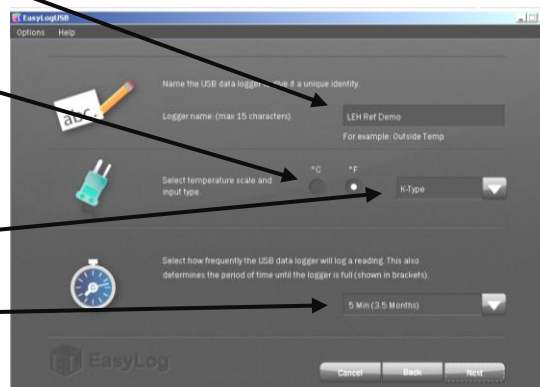 EasyLogUSB
Options Help
Name the USB data logger to give it a unique identity.
abc.
Logger name: (max 15 characters)
LEH Ref Demo
For example: Outside Temp
°C °F
Select temperature scale and
input type.
K-Type
Select how frequently the USB data logger will log a reading. This also
determines the period of time until the logger is full (shown in brackets).
5 Min (3.5 Months)
EasyLog
Cancel Back Next